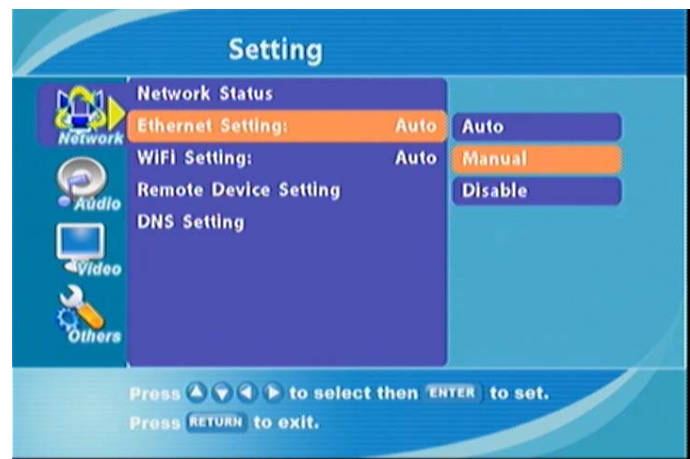 Setting
Network
Audio
Video
Others
Network Status
Ethernet Setting: Auto
WiFi Setting: Auto
Remote Device Setting
DNS Setting
Auto
Manual
Disable
Press to select then ENTER to set.
Press RETURN to exit.